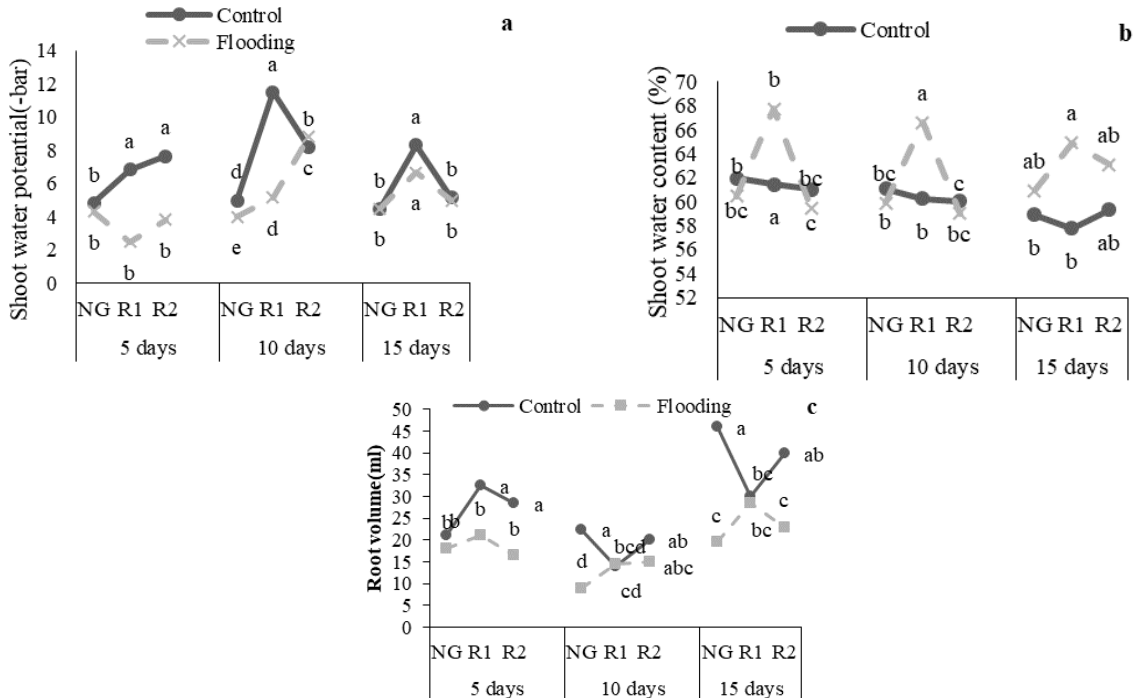 Control
Flooding
a
Shoot water potential(-bar)
14
12
10
8
6
4
2
0
b a a
b b b
d a b
e d c
b a b
b a b
NG R1 R2 NG R1 R2 NG R1 R2
5 days 10 days 15 days
Control
b
Shoot water content (%)
70
68
66
64
62
60
58
56
54
52
b b bc
bc a c
bc a c
b b bc
ab a ab
b b ab
NG R1 R2 NG R1 R2 NG R1 R2
5 days 10 days 15 days
Control Flooding c
Root volume(ml)
50
45
40
35
30
25
20
15
10
5
0
b b b a a b
d a bcd cd ab abc
c a bc bc c ab
NG R1 R2 NG R1 R2 NG R1 R2
5 days 10 days 15 days